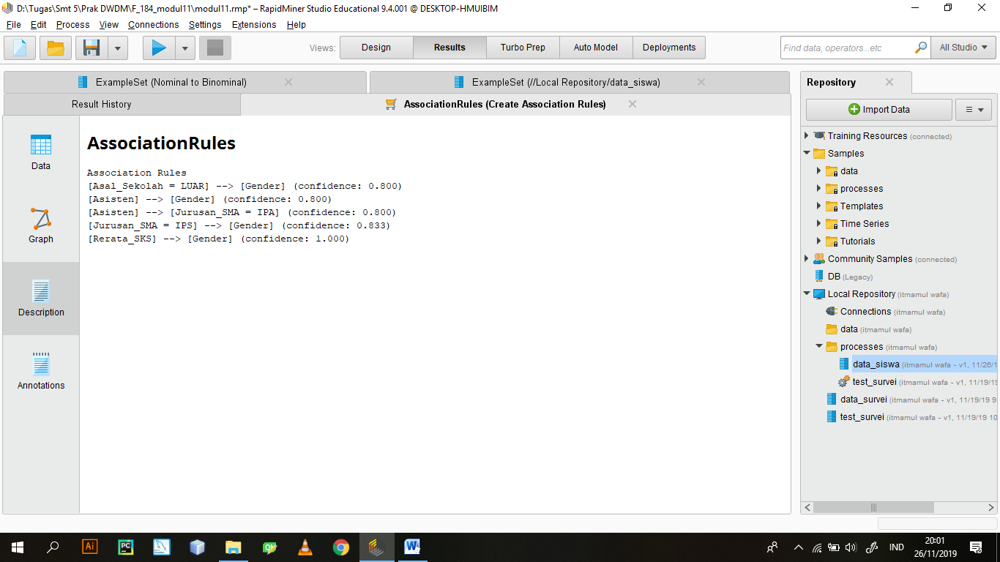 D:\Tugas\Smt 5\Prak DWDM\F_184_modul11\modul11.rmp* – RapidMiner Studio Educational 9.4.001 @ DESKTOP-HMUIBIM
File Edit Process View Connections Settings Extensions Help
Views: Design Results Turbo Prep Auto Model Deployments
Find data, operators...etc
All Studio
ExampleSet (Nominal to Binominal)
ExampleSet (//Local Repository/data_siswa)
Result History
AssociationRules (Create Association Rules)
Data
Graph
Description
Annotations
AssociationRules
Association Rules
[Asal_Sekolah = LUAR] --> [Gender] (confidence: 0.800)
[Asisten] --> [Gender] (confidence: 0.800)
[Asisten] --> [Jurusan_SMA = IPA] (confidence: 0.800)
[Jurusan_SMA = IPS] --> [Gender] (confidence: 0.833)
[Rerata_SKS] --> [Gender] (confidence: 1.000)
Repository
Import Data
Training Resources (connected)
Samples
data
processes
Templates
Time Series
Tutorials
Community Samples (connected)
DB (Legacy)
Local Repository (itmamul wafa)
Connections (itmamul wafa)
data (itmamul wafa)
processes (itmamul wafa)
data_siswa (itmamul wafa - v1, 11/26/1
test_survei (itmamul wafa - v1, 11/19/19
data_survei (itmamul wafa - v1, 11/19/19 9
test_survei (itmamul wafa - v1, 11/19/19 10
Ai
PC
Qt
W
IND
20:01
26/11/2019